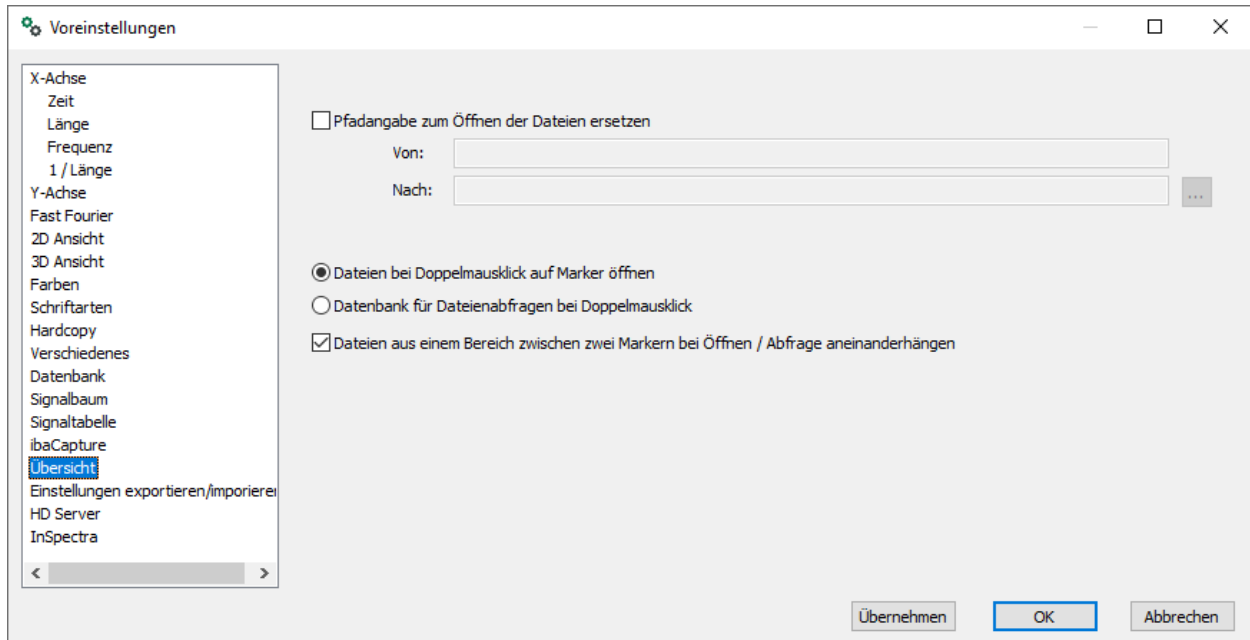 Voreinstellungen
X-Achse
Zeit
Länge
Frequenz
1 / Länge
Y-Achse
Fast Fourier
2D Ansicht
3D Ansicht
Farben
Schriftarten
Hardcopy
Verschiedenes
Datenbank
Signalbaum
Signaltabelle
ibaCapture
Übersicht
Einstellungen exportieren/imporierei
HD Server
InSpectra
Pfadangabe zum Öffnen der Dateien ersetzen
Von:
Nach:
...
Dateien bei Doppelmausklick auf Marker öffnen
Datenbank für Dateienabfragen bei Doppelmausklick
Dateien aus einem Bereich zwischen zwei Markern bei Öffnen / Abfrage aneinanderhängen
Übernehmen
OK
Abbrechen